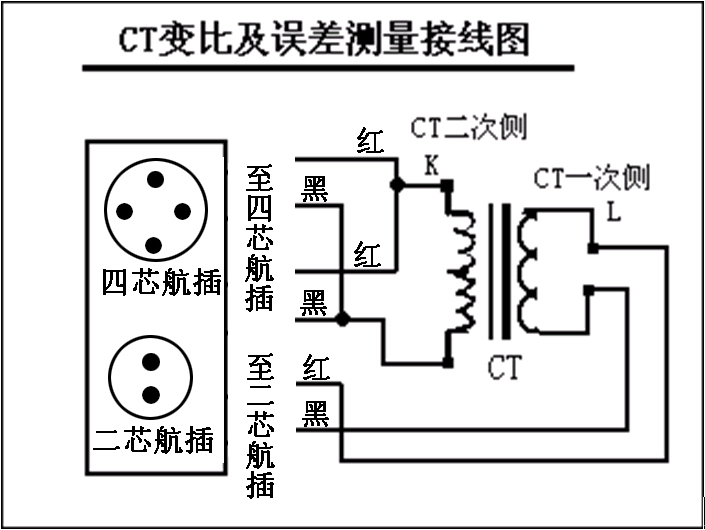 CT变比及误差测量接线图
CT二次侧
K
CT一次侧
L
红
黑
红
黑
至四芯航插
四芯航插
CT
红
黑
至二芯航插
二芯航插